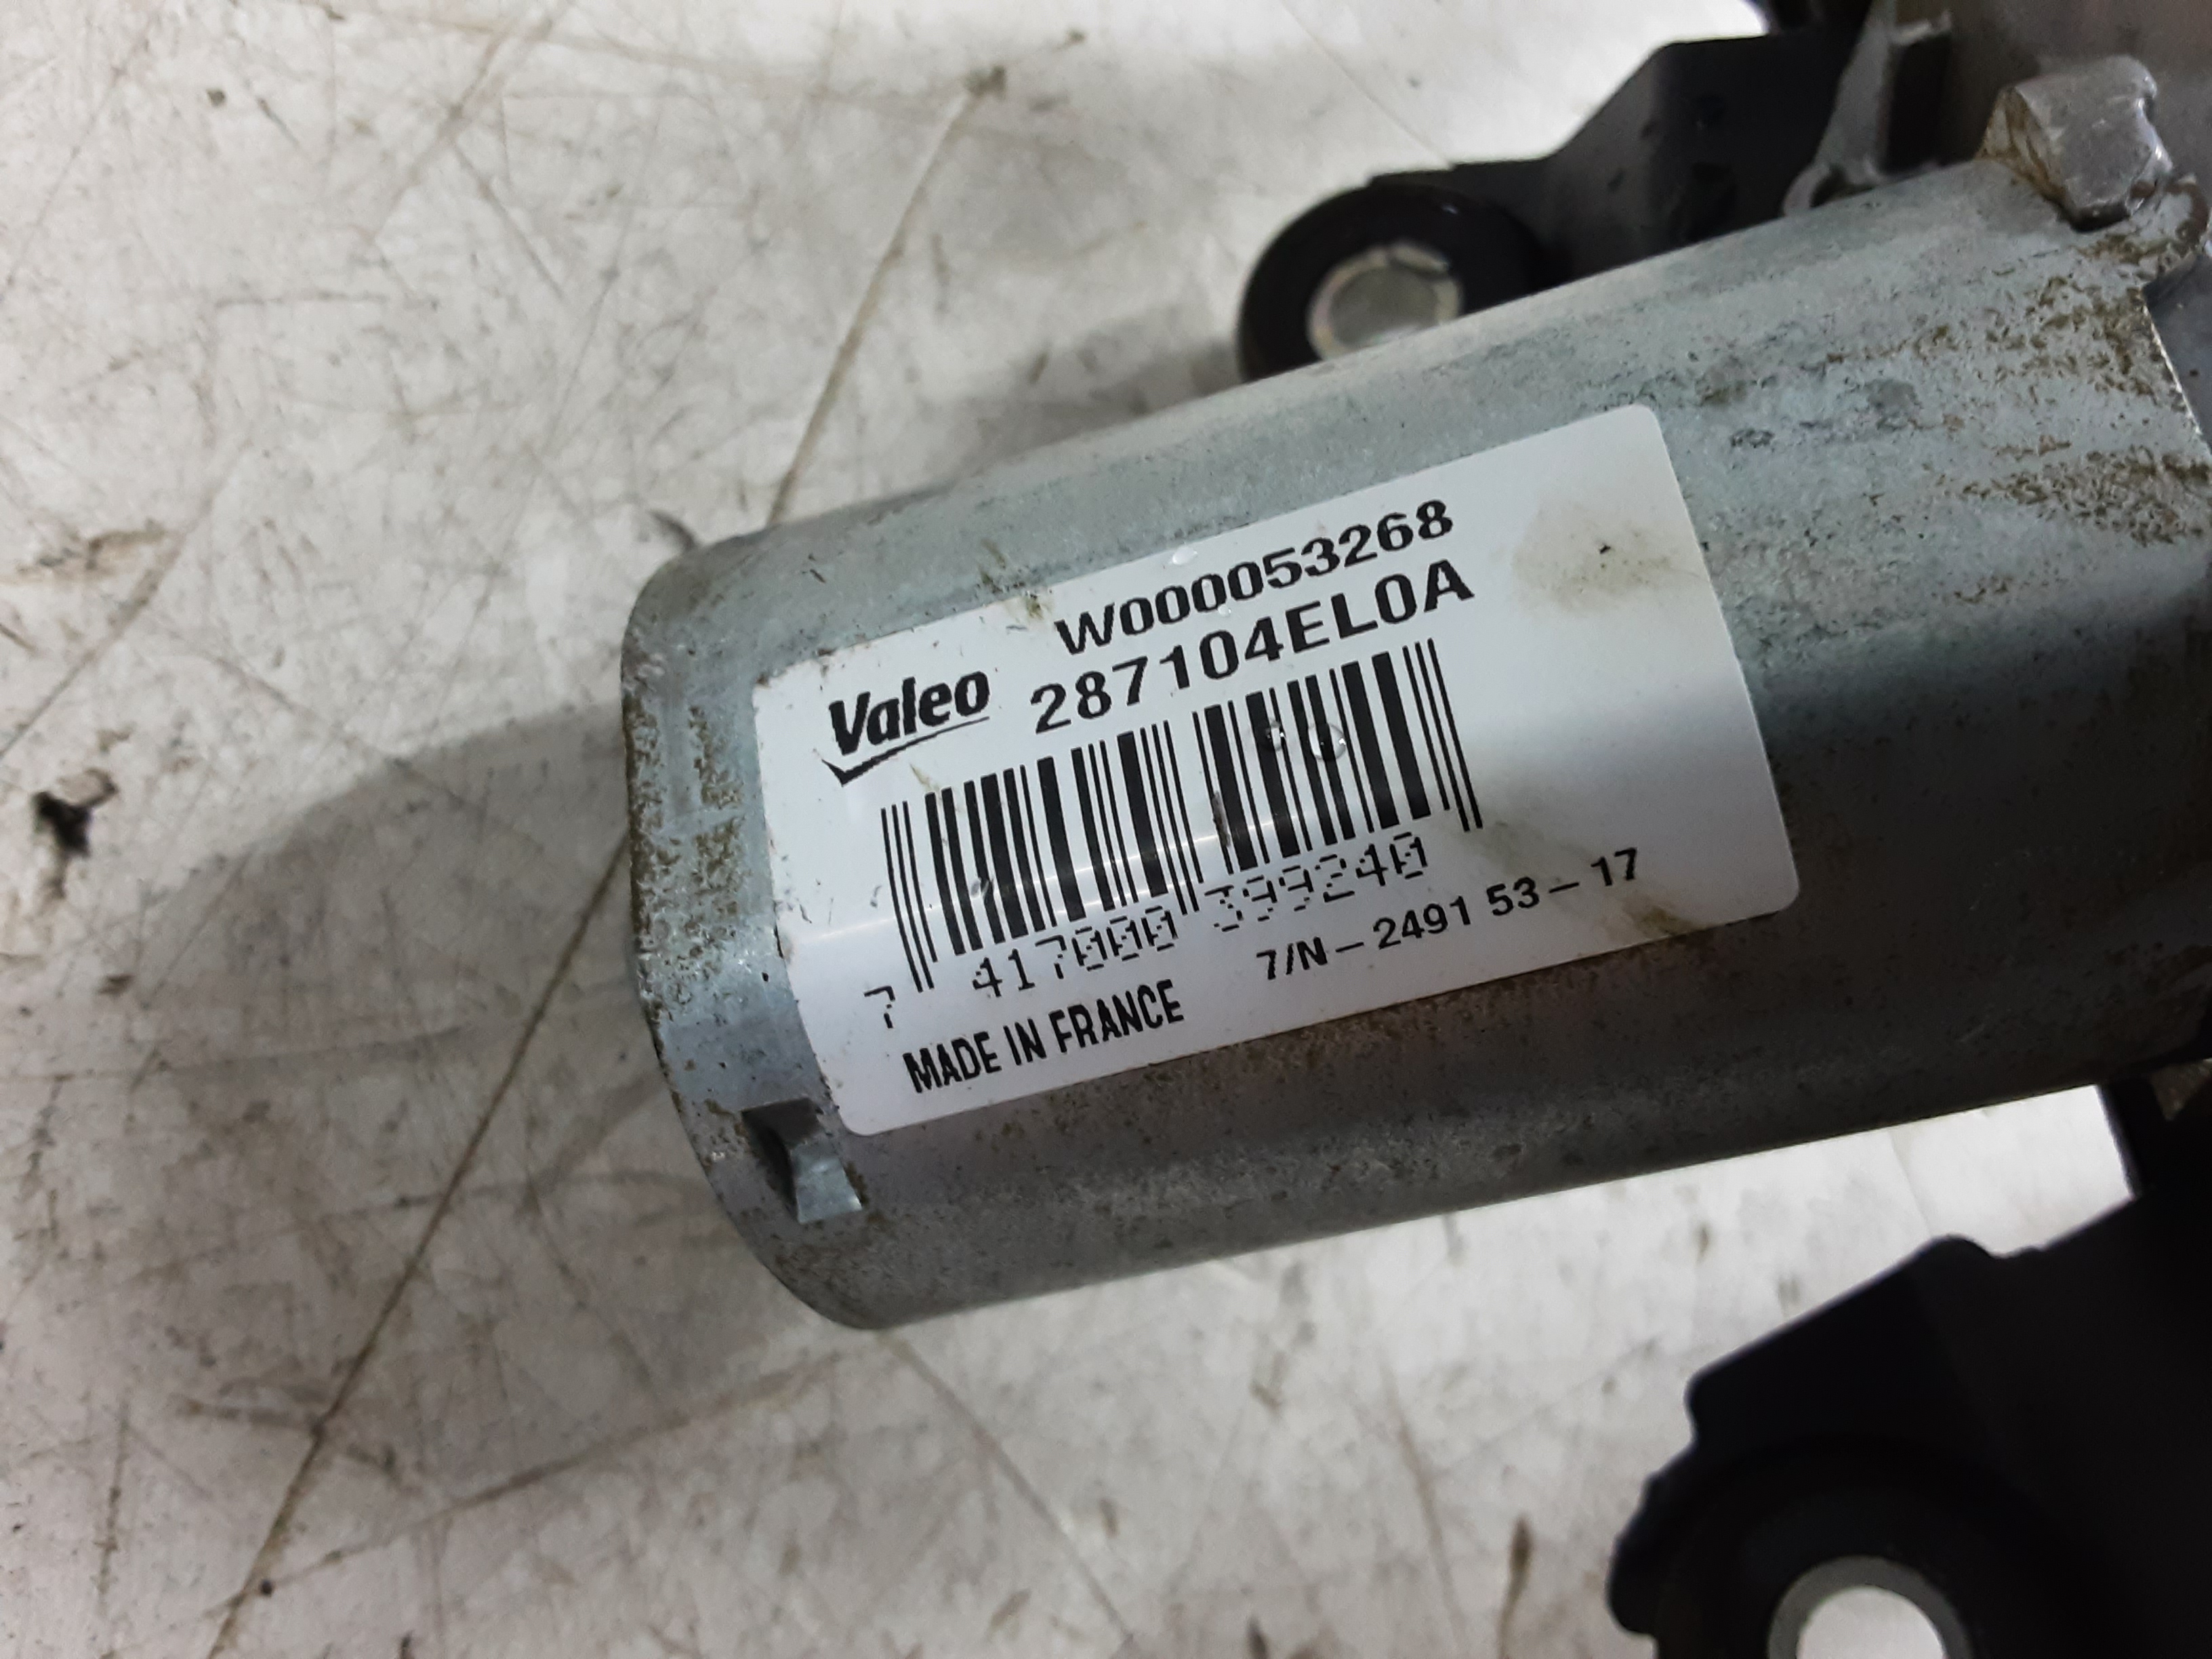 W000053268
Valeo 287104EL0A
7 417000 399240
7/N-2491 53-17
MADE IN FRANCE